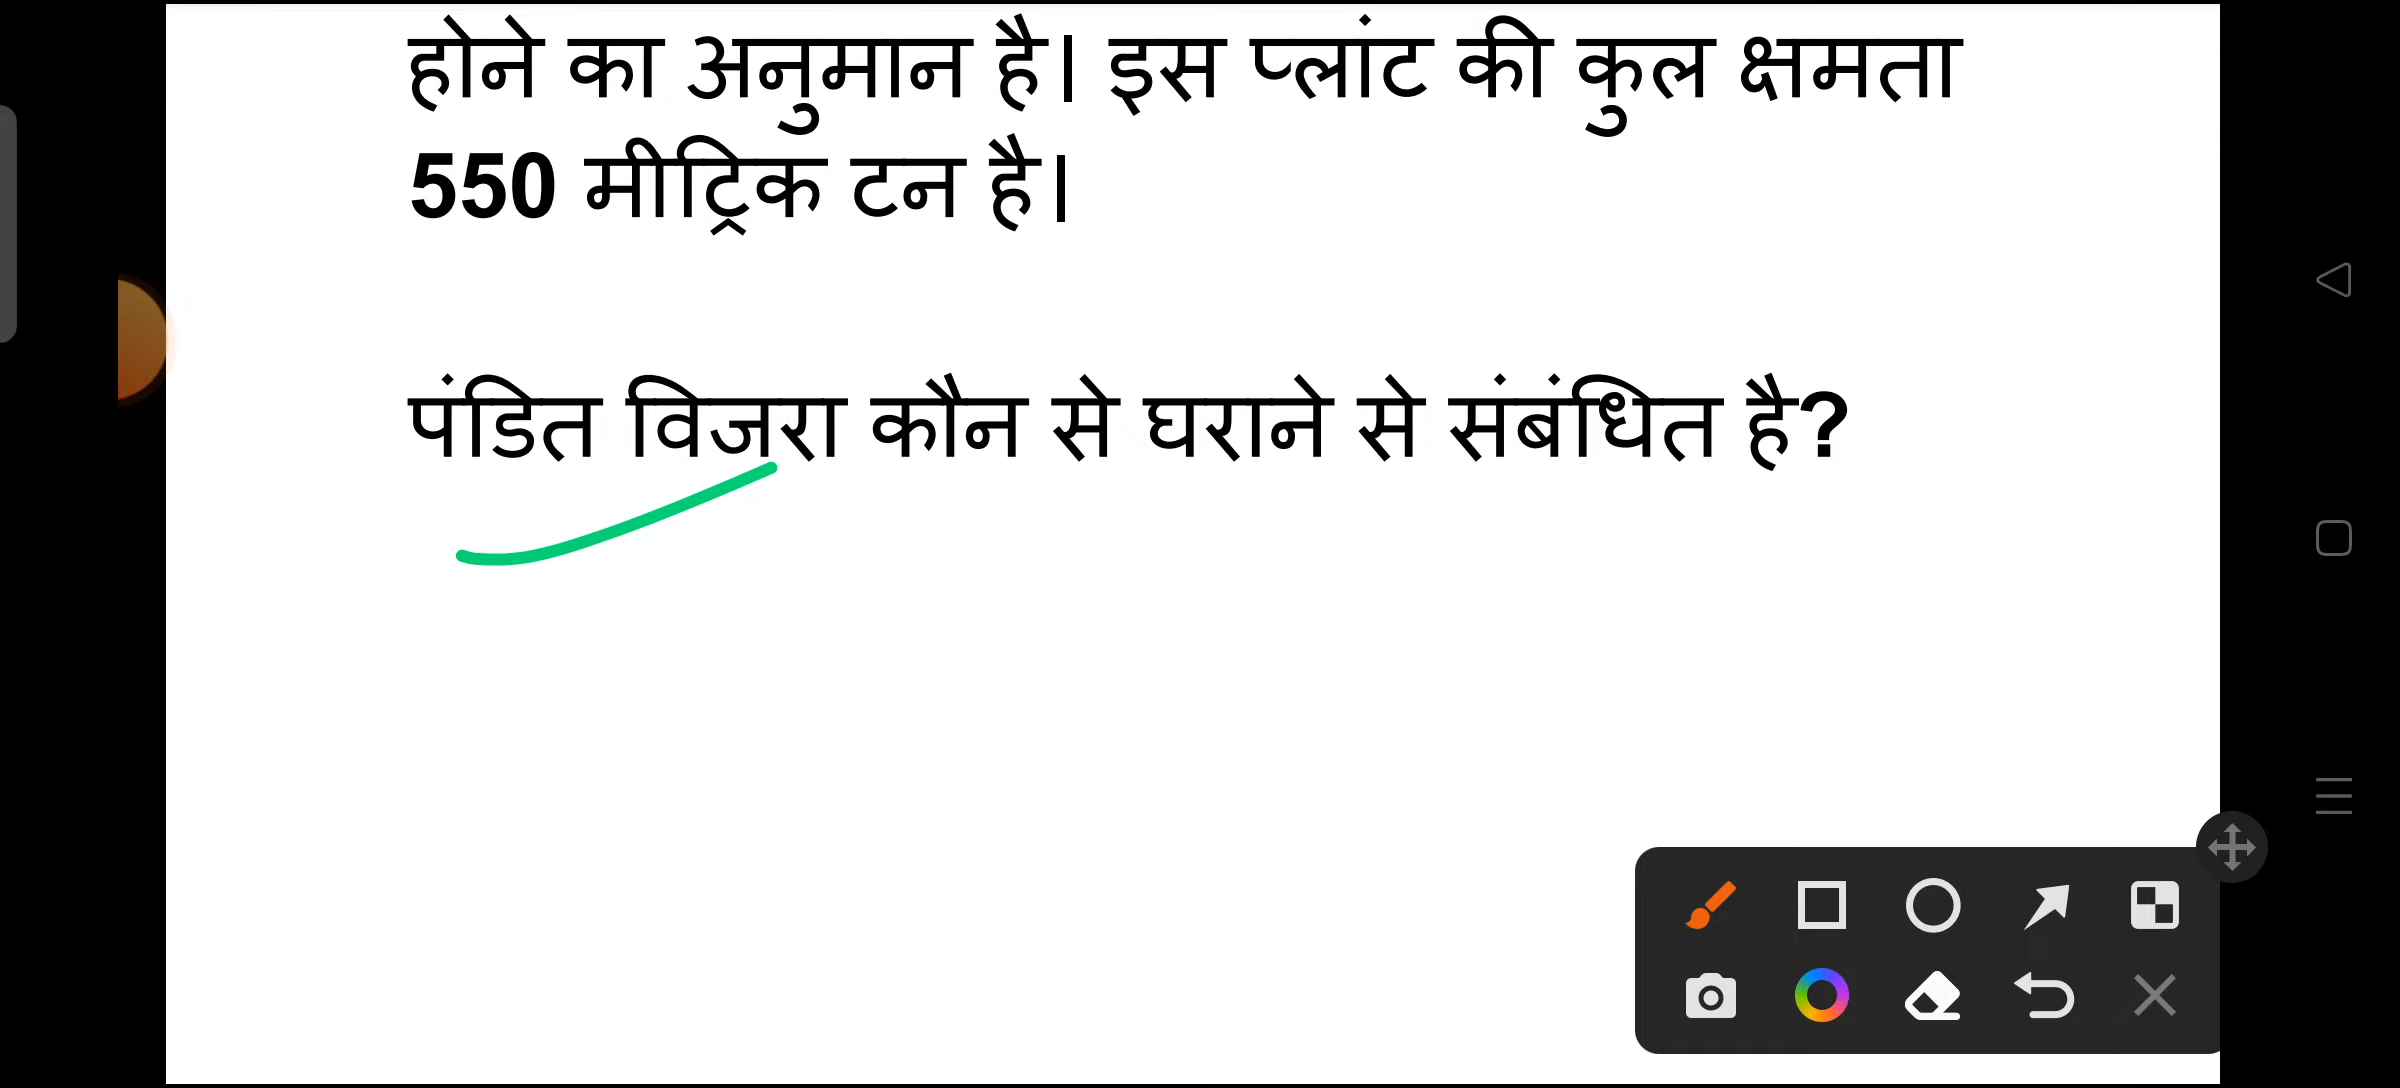 होने का अनुमान है। इस प्लांट की कुल क्षमता
550 मीट्रिक टन है।
पंडित विजरा कौन से घराने से संबंधित है?